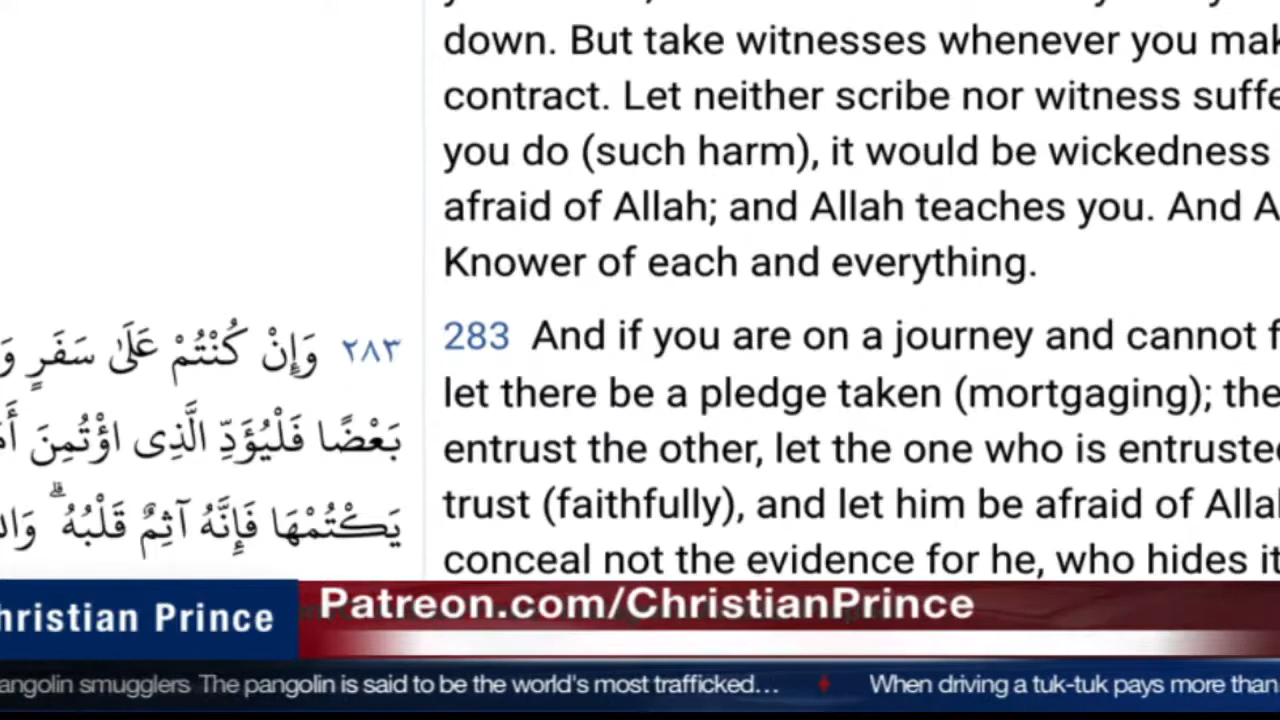 down. But take witnesses whenever you mak
contract. Let neither scribe nor witness suffe
you do (such harm), it would be wickedness
afraid of Allah; and Allah teaches you. And A
Knower of each and everything.
٢٨٣ وَإِنْ كُنْتُمْ عَلَىٰ سَفَرٍ وَ
بَعْضًا فَلْيُؤَدِّ الَّذِى اؤْتُمِنَ أَمَ
يَكْتُمْهَا فَإِنَّهُ آثِمٌ قَلْبُهُ ۗ وَال
283 And if you are on a journey and cannot f
let there be a pledge taken (mortgaging); the
entrust the other, let the one who is entrusted
trust (faithfully), and let him be afraid of Alla
conceal not the evidence for he, who hides it
hristian Prince
Patreon.com/ChristianPrince
angolin smugglers The pangolin is said to be the world's most trafficked...
When driving a tuk-tuk pays more than